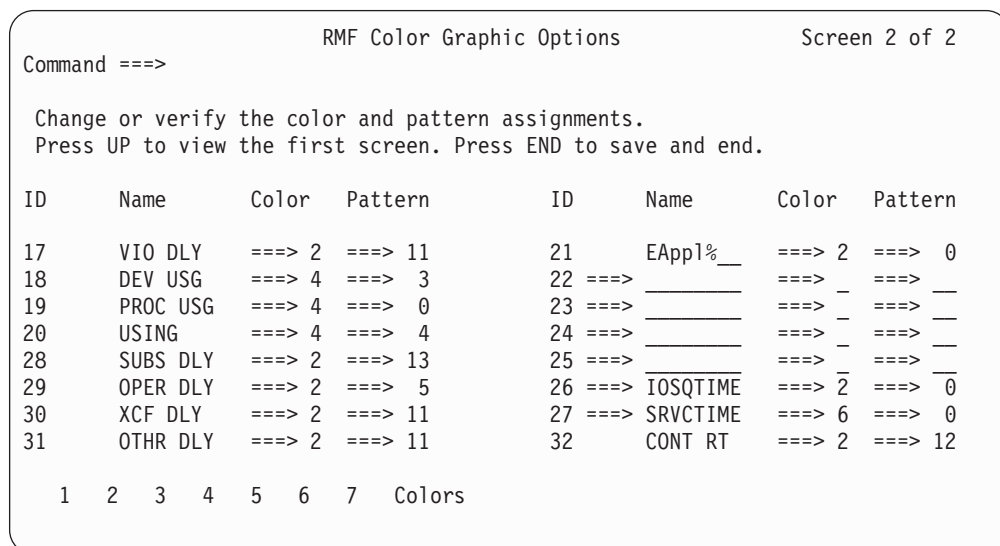 RMF Color Graphic Options Screen 2 of 2
Command ===>
Change or verify the color and pattern assignments.
Press UP to view the first screen. Press END to save and end.
ID Name Color Pattern ID Name Color Pattern
17 VIO DLY ===> 2 ===> 11 21 EAppl%__ ===> 2 ===> 0
18 DEV USG ===> 4 ===> 3 22 ===> ________ ===> _ ===> __
19 PROC USG ===> 4 ===> 0 23 ===> ________ ===> _ ===> __
20 USING ===> 4 ===> 4 24 ===> ________ ===> _ ===> __
28 SUBS DLY ===> 2 ===> 13 25 ===> ________ ===> _ ===> __
29 OPER DLY ===> 2 ===> 5 26 ===> IOSQTIME ===> 2 ===> 0
30 XCF DLY ===> 2 ===> 11 27 ===> SRVCTIME ===> 6 ===> 0
31 OTHR DLY ===> 2 ===> 11 32 CONT RT ===> 2 ===> 12
1 2 3 4 5 6 7 Colors